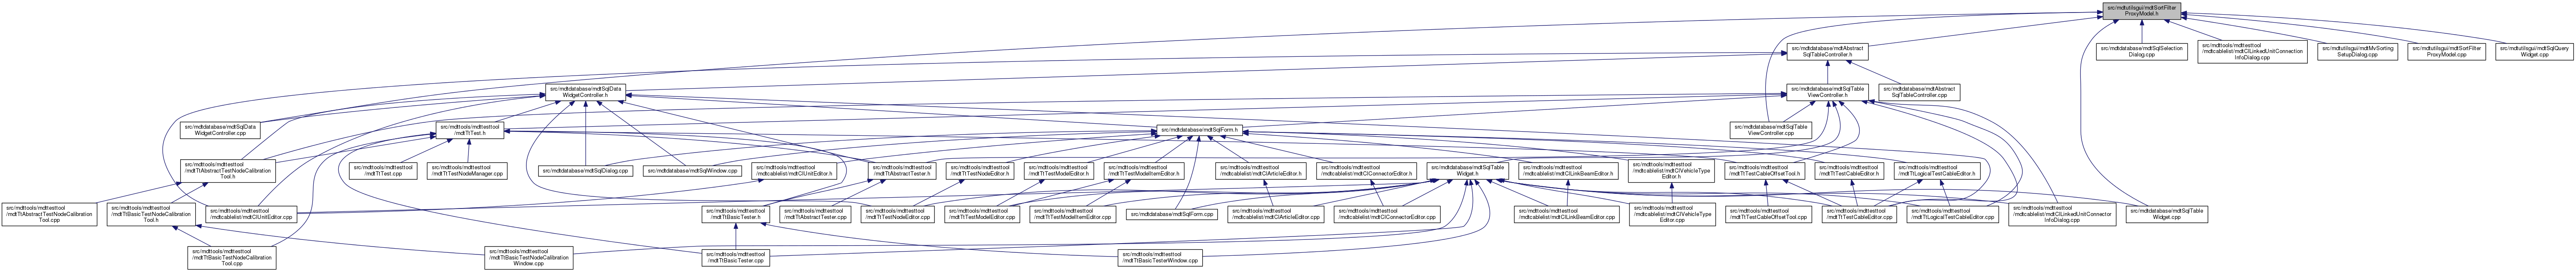 src/mdtutilsgui/mdtSortFilter
ProxyModel.h
src/mdtdatabase/mdtAbstract
SqlTableController.h
src/mdtdatabase/mdtSqlSelection
Dialog.cpp
src/mdttools/mdttesttool
/mdtcablelist/mdtClLinkedUnitConnection
InfoDialog.cpp
src/mdtutilsgui/mdtMvSorting
SetupDialog.cpp
src/mdtutilsgui/mdtSortFilter
ProxyModel.cpp
src/mdtutilsgui/mdtSqlQuery
Widget.cpp
src/mdtdatabase/mdtSqlData
WidgetController.h
src/mdtdatabase/mdtSqlTable
ViewController.h
src/mdtdatabase/mdtAbstract
SqlTableController.cpp
src/mdtdatabase/mdtSqlData
WidgetController.cpp
src/mdttools/mdttesttool
/mdtTtTest.h
src/mdtdatabase/mdtSqlForm.h
src/mdtdatabase/mdtSqlTable
ViewController.cpp
src/mdttools/mdttesttool
/mdtTtAbstractTestNodeCalibration
Tool.h
src/mdttools/mdttesttool
/mdtTtTest.cpp
src/mdttools/mdttesttool
/mdtTtTestNodeManager.cpp
src/mdtdatabase/mdtSqlDialog.cpp
src/mdtdatabase/mdtSqlWindow.cpp
src/mdttools/mdttesttool
/mdtcablelist/mdtClUnitEditor.h
src/mdttools/mdttesttool
/mdtTtAbstractTester.h
src/mdttools/mdttesttool
/mdtTtTestNodeEditor.h
src/mdttools/mdttesttool
/mdtTtTestModelEditor.h
src/mdttools/mdttesttool
/mdtTtTestModelItemEditor.h
src/mdttools/mdttesttool
/mdtcablelist/mdtClArticleEditor.h
src/mdttools/mdttesttool
/mdtcablelist/mdtClConnectorEditor.h
src/mdtdatabase/mdtSqlTable
Widget.h
src/mdttools/mdttesttool
/mdtcablelist/mdtClLinkBeamEditor.h
src/mdttools/mdttesttool
/mdtcablelist/mdtClVehicleType
Editor.h
src/mdttools/mdttesttool
/mdtTtTestCableOffsetTool.h
src/mdttools/mdttesttool
/mdtTtTestCableEditor.h
src/mdttools/mdttesttool
/mdtTtLogicalTestCableEditor.h
src/mdttools/mdttesttool
/mdtTtAbstractTestNodeCalibration
Tool.cpp
src/mdttools/mdttesttool
/mdtTtBasicTestNodeCalibration
Tool.h
src/mdttools/mdttesttool
/mdtcablelist/mdtClUnitEditor.cpp
src/mdttools/mdttesttool
/mdtTtBasicTester.h
src/mdttools/mdttesttool
/mdtTtAbstractTester.cpp
src/mdttools/mdttesttool
/mdtTtTestNodeEditor.cpp
src/mdttools/mdttesttool
/mdtTtTestModelEditor.cpp
src/mdttools/mdttesttool
/mdtTtTestModelItemEditor.cpp
src/mdtdatabase/mdtSqlForm.cpp
src/mdttools/mdttesttool
/mdtcablelist/mdtClArticleEditor.cpp
src/mdttools/mdttesttool
/mdtcablelist/mdtClConnectorEditor.cpp
src/mdttools/mdttesttool
/mdtcablelist/mdtClLinkBeamEditor.cpp
src/mdttools/mdttesttool
/mdtcablelist/mdtClVehicleType
Editor.cpp
src/mdttools/mdttesttool
/mdtTtTestCableOffsetTool.cpp
src/mdttools/mdttesttool
/mdtTtTestCableEditor.cpp
src/mdttools/mdttesttool
/mdtTtLogicalTestCableEditor.cpp
src/mdttools/mdttesttool
/mdtcablelist/mdtClLinkedUnitConnector
InfoDialog.cpp
src/mdtdatabase/mdtSqlTable
Widget.cpp
src/mdttools/mdttesttool
/mdtTtBasicTestNodeCalibration
Tool.cpp
src/mdttools/mdttesttool
/mdtTtBasicTestNodeCalibration
Window.cpp
src/mdttools/mdttesttool
/mdtTtBasicTester.cpp
src/mdttools/mdttesttool
/mdtTtBasicTesterWindow.cpp